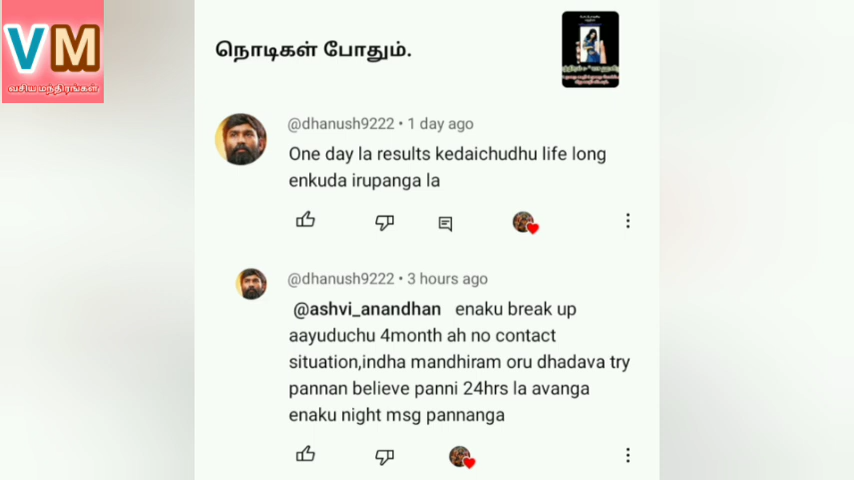 VM
வசிய மந்திரங்கள்
நொடிகள் போதும்.
@dhanush9222 • 1 day ago
One day la results kedaichudhu life long
enkuda irupanga la
@dhanush9222 • 3 hours ago
@ashvi_anandhan enaku break up
aayuduchu 4month ah no contact
situation,indha mandhiram oru dhadava try
pannan believe panni 24hrs la avanga
enaku night msg pannanga